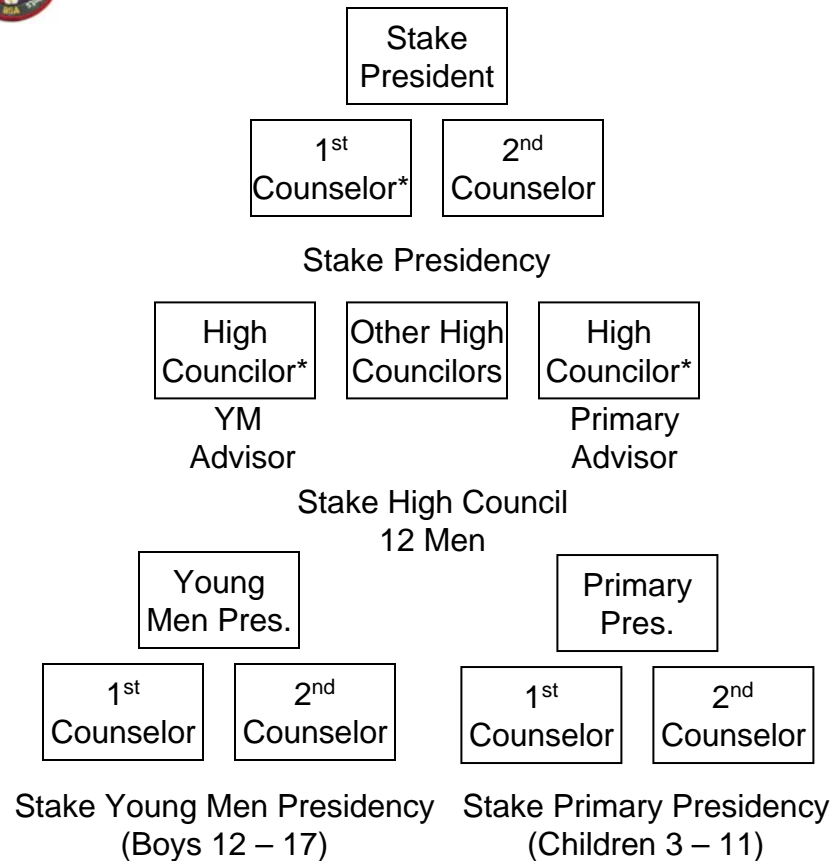 Stake
President
1st
Counselor*
2nd
Counselor
Stake Presidency
High
Councilor*
Other High
Councilors
High
Councilor*
YM
Advisor
Primary
Advisor
Stake High Council
12 Men
Young
Men Pres.
Primary
Pres.
1st
Counselor
2nd
Counselor
1st
Counselor
2nd
Counselor
Stake Young Men Presidency
(Boys 12 – 17)
Stake Primary Presidency
(Children 3 – 11)